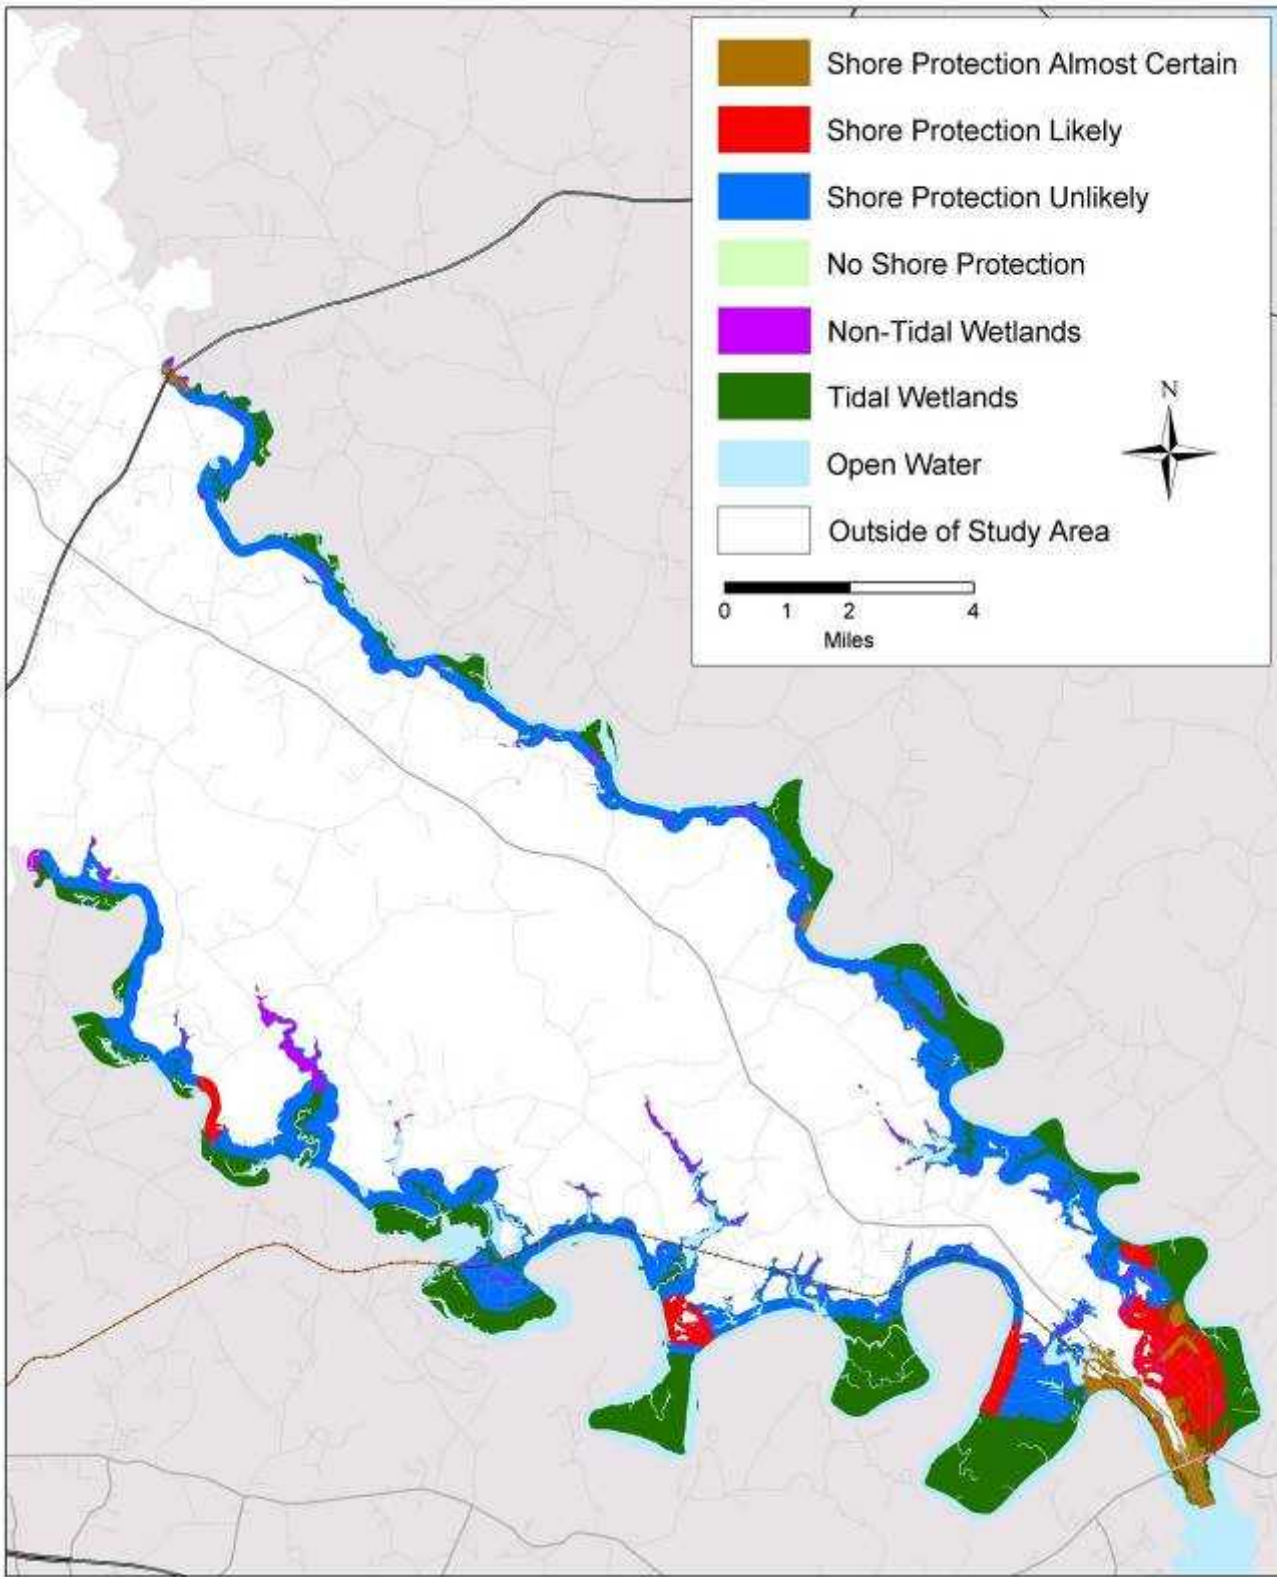 Shore Protection Almost Certain
Shore Protection Likely
Shore Protection Unlikely
No Shore Protection
Non-Tidal Wetlands
Tidal Wetlands
N
Open Water
Outside of Study Area
0 1 2 4
Miles